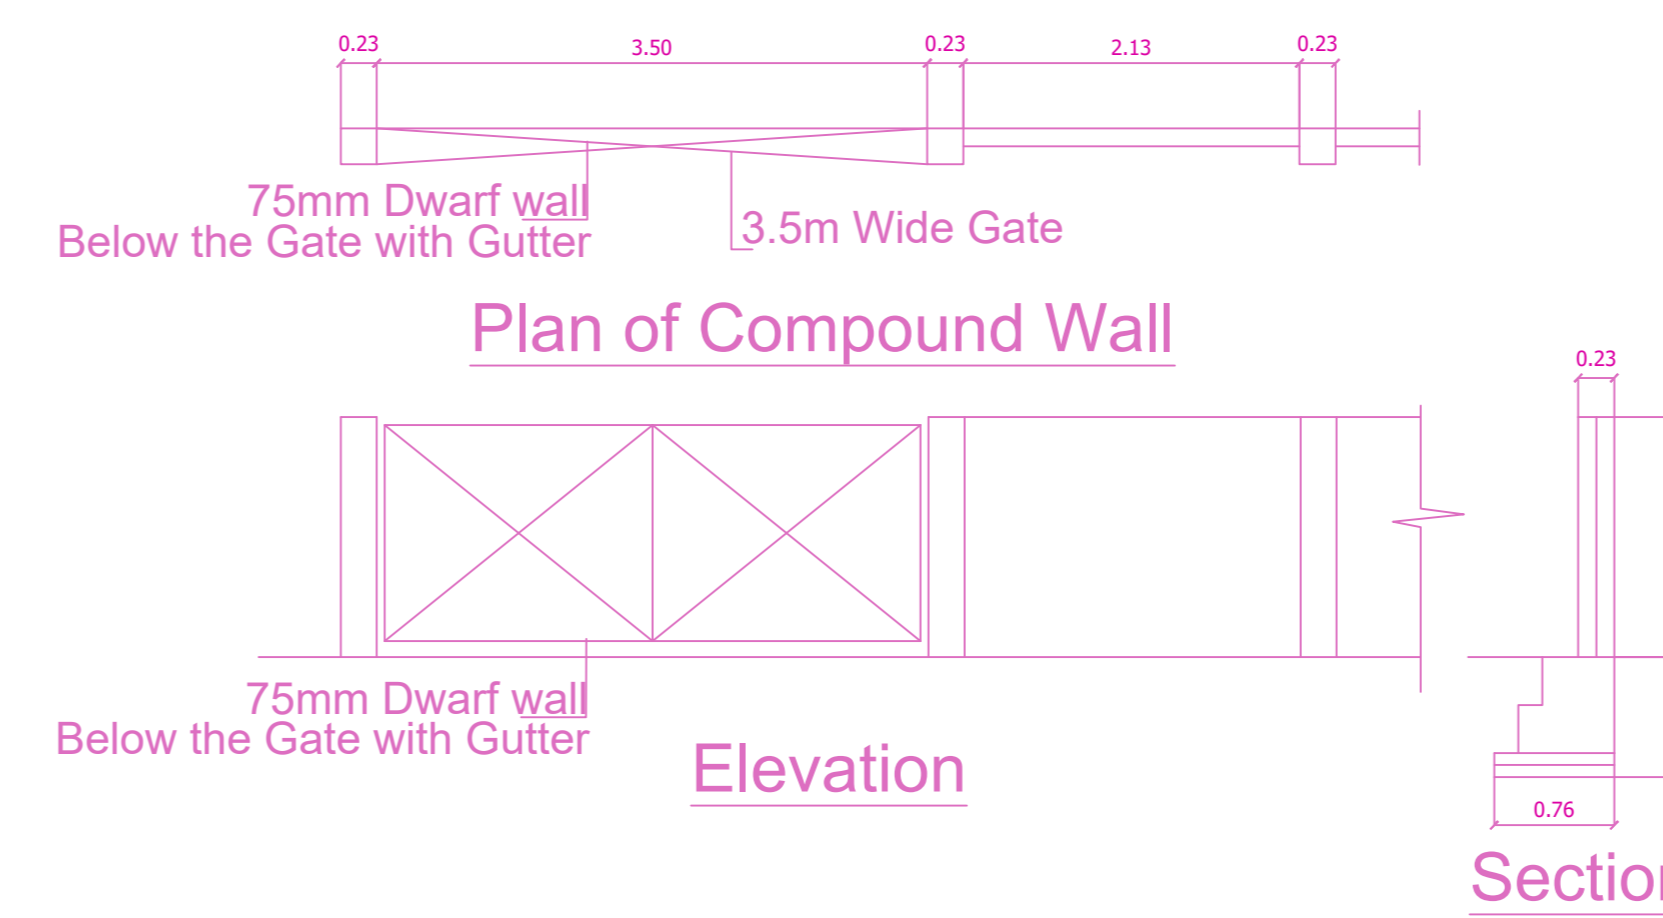 0.23 3.50 0.23 2.13 0.23
75mm Dwarf wall
Below the Gate with Gutter
3.5m Wide Gate
Plan of Compound Wall
0.23
75mm Dwarf wall
Below the Gate with Gutter
Elevation
0.76
Section